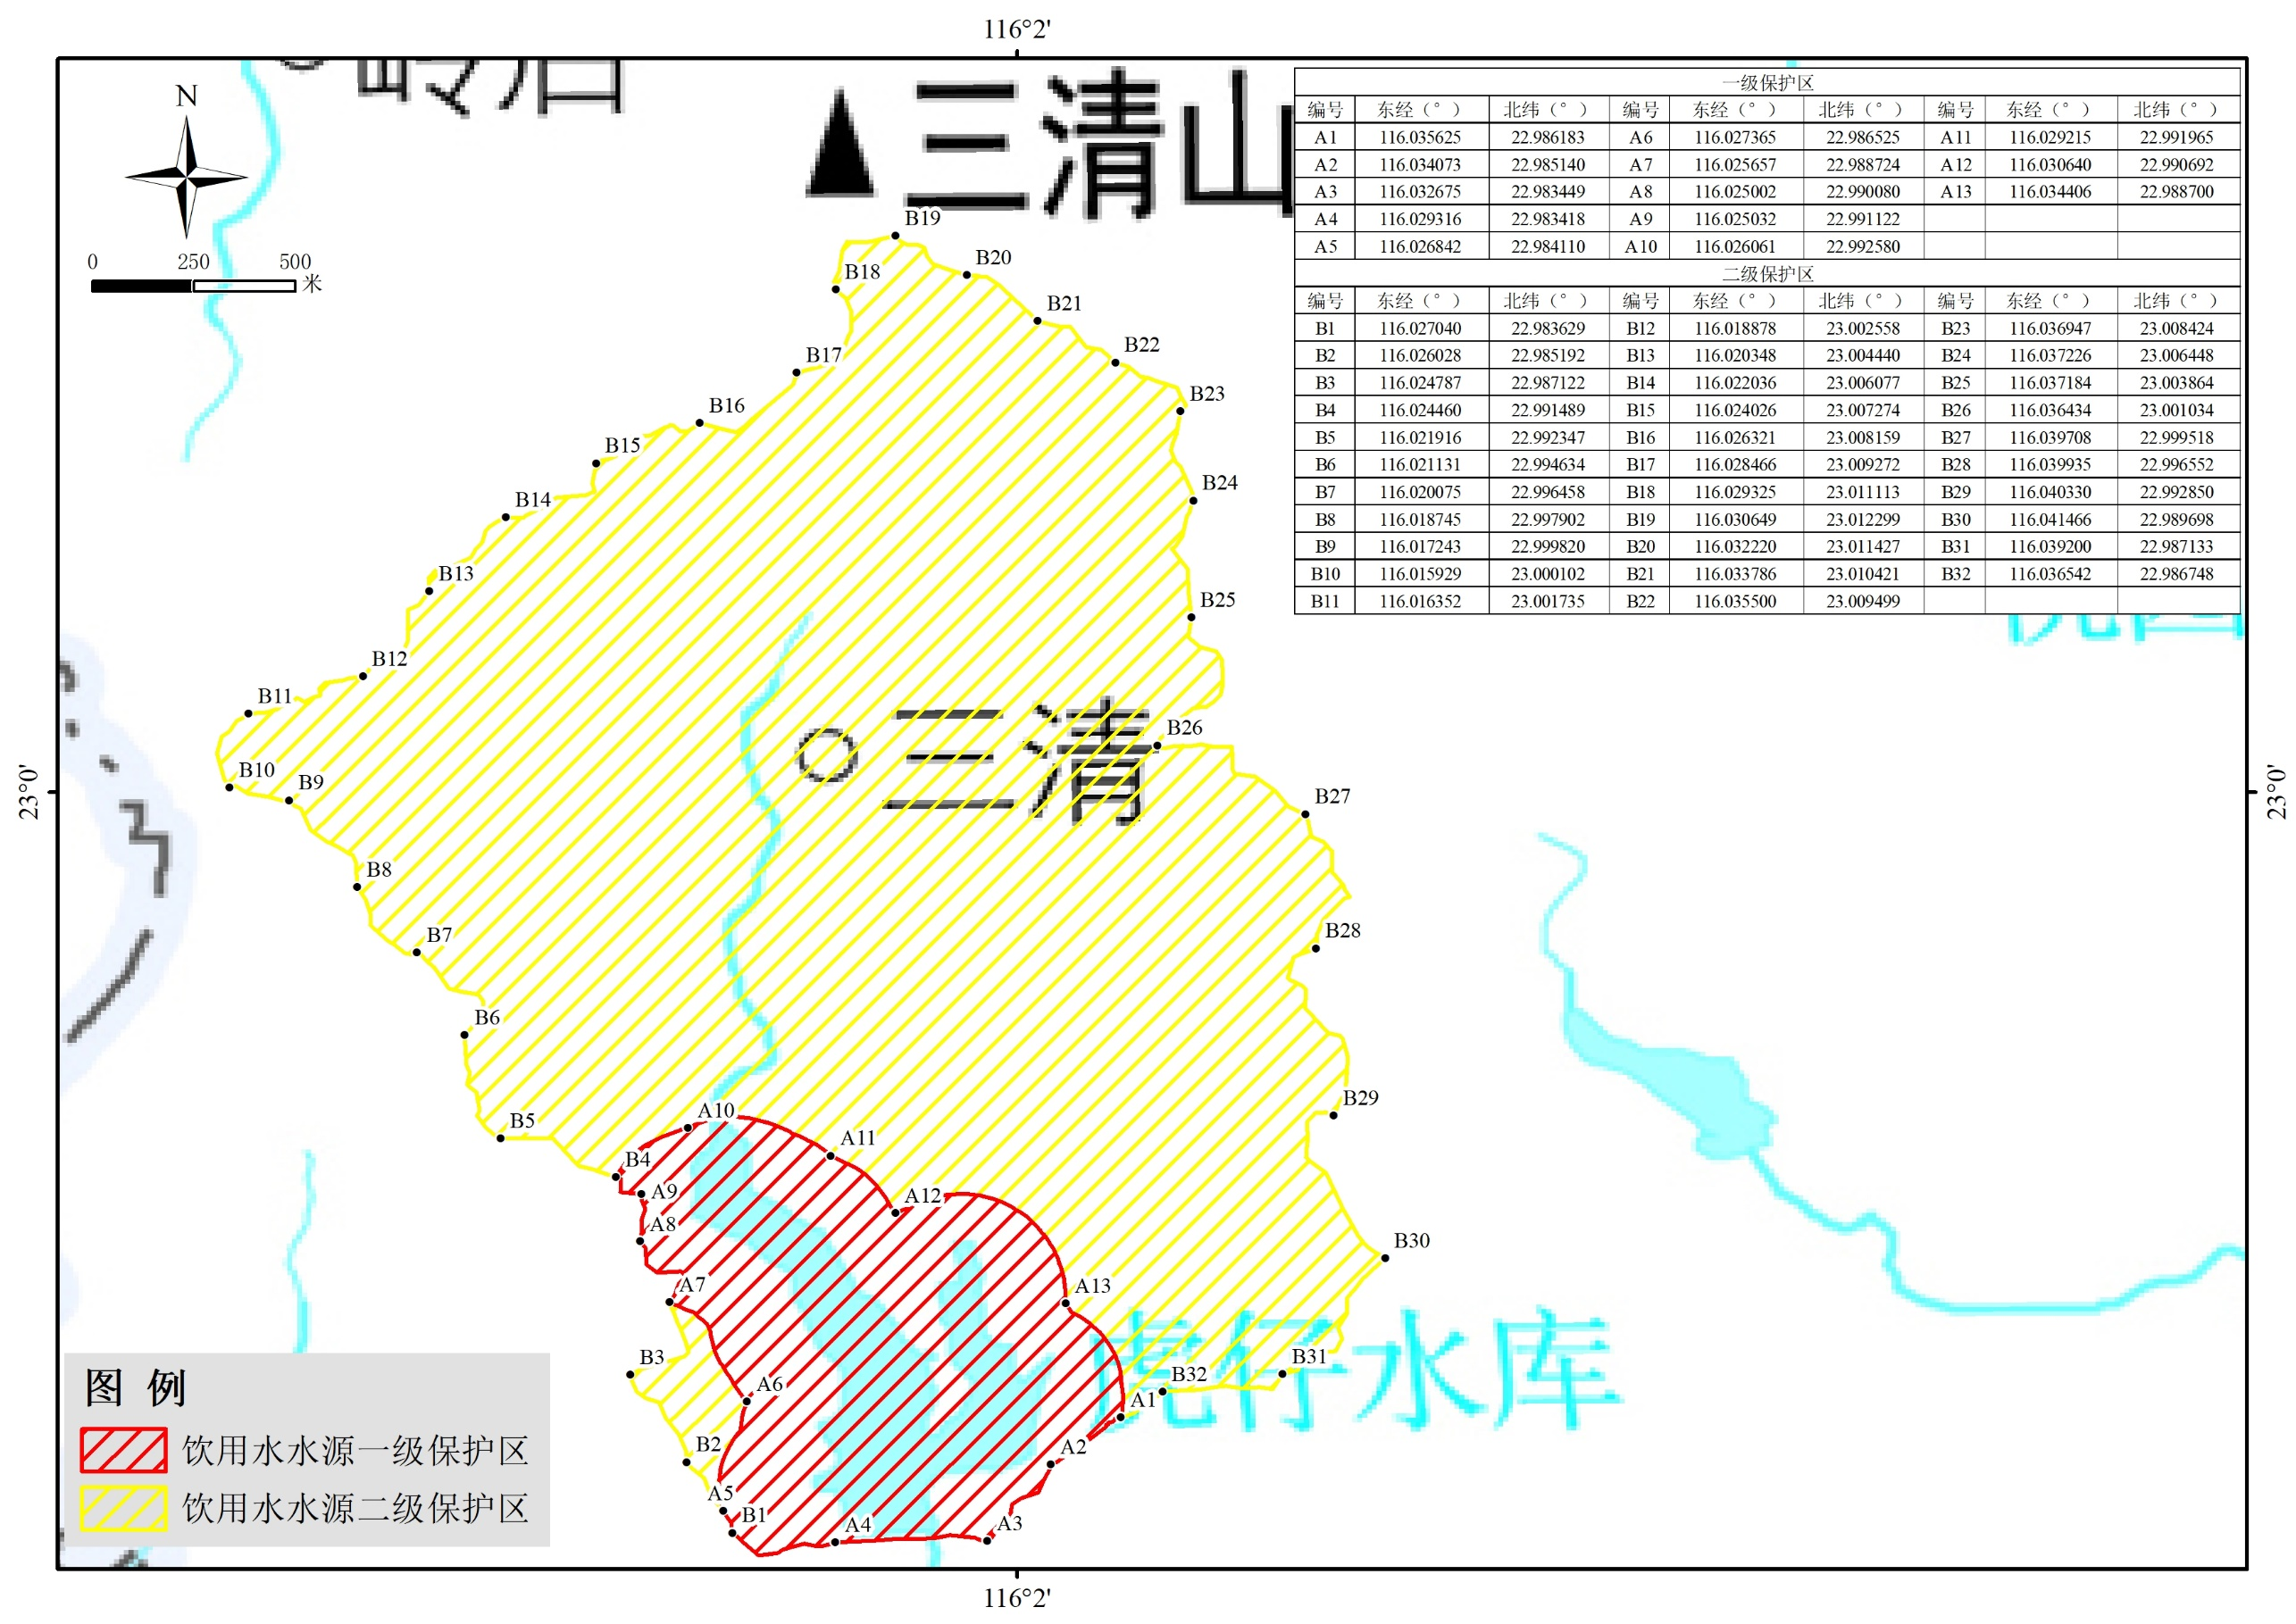 116°2'
岭居
三清山
N
0 250 500
米
一级保护区
编号 东经（°） 北纬（°） 编号 东经（°） 北纬（°） 编号 东经（°） 北纬（°）
A1 116.035625 22.986183 A6 116.027365 22.986525 A11 116.029215 22.991965
A2 116.034073 22.985140 A7 116.025657 22.988724 A12 116.030640 22.990692
A3 116.032675 22.983449 A8 116.025002 22.990080 A13 116.034406 22.988700
A4 116.029316 22.983418 A9 116.025032 22.991122
A5 116.026842 22.984110 A10 116.026061 22.992580
二级保护区
编号 东经（°） 北纬（°） 编号 东经（°） 北纬（°） 编号 东经（°） 北纬（°）
B1 116.027040 22.983629 B12 116.018878 23.002558 B23 116.036947 23.008424
B2 116.026028 22.985192 B13 116.020348 23.004440 B24 116.037226 23.006448
B3 116.024787 22.987122 B14 116.022036 23.006077 B25 116.037184 23.003864
B4 116.024460 22.991489 B15 116.024026 23.007274 B26 116.036434 23.001034
B5 116.021916 22.992347 B16 116.026321 23.008159 B27 116.039708 22.999518
B6 116.021131 22.994634 B17 116.028466 23.009272 B28 116.039935 22.996552
B7 116.020075 22.996458 B18 116.029325 23.011113 B29 116.040330 22.992850
B8 116.018745 22.997902 B19 116.030649 23.012299 B30 116.041466 22.989698
B9 116.017243 22.999820 B20 116.032220 23.011427 B31 116.039200 22.987133
B10 116.015929 23.000102 B21 116.033786 23.010421 B32 116.036542 22.986748
B11 116.016352 23.001735 B22 116.035500 23.009499
B19
B20
B18
B21
B22
B17
B23
B16
B15
B24
B14
B13
B25
B12
B11
B26
三清
B10
B9
23°0'
23°0'
B27
B8
B28
B7
B6
B29
A10
B5
A11
B4
A9
A12
A8
B30
A7
A13
虎仔水库
B3
B31
B32
A6
A1
B2
A2
A5
B1
A4
A3
图 例
饮用水水源一级保护区
饮用水水源二级保护区
116°2'